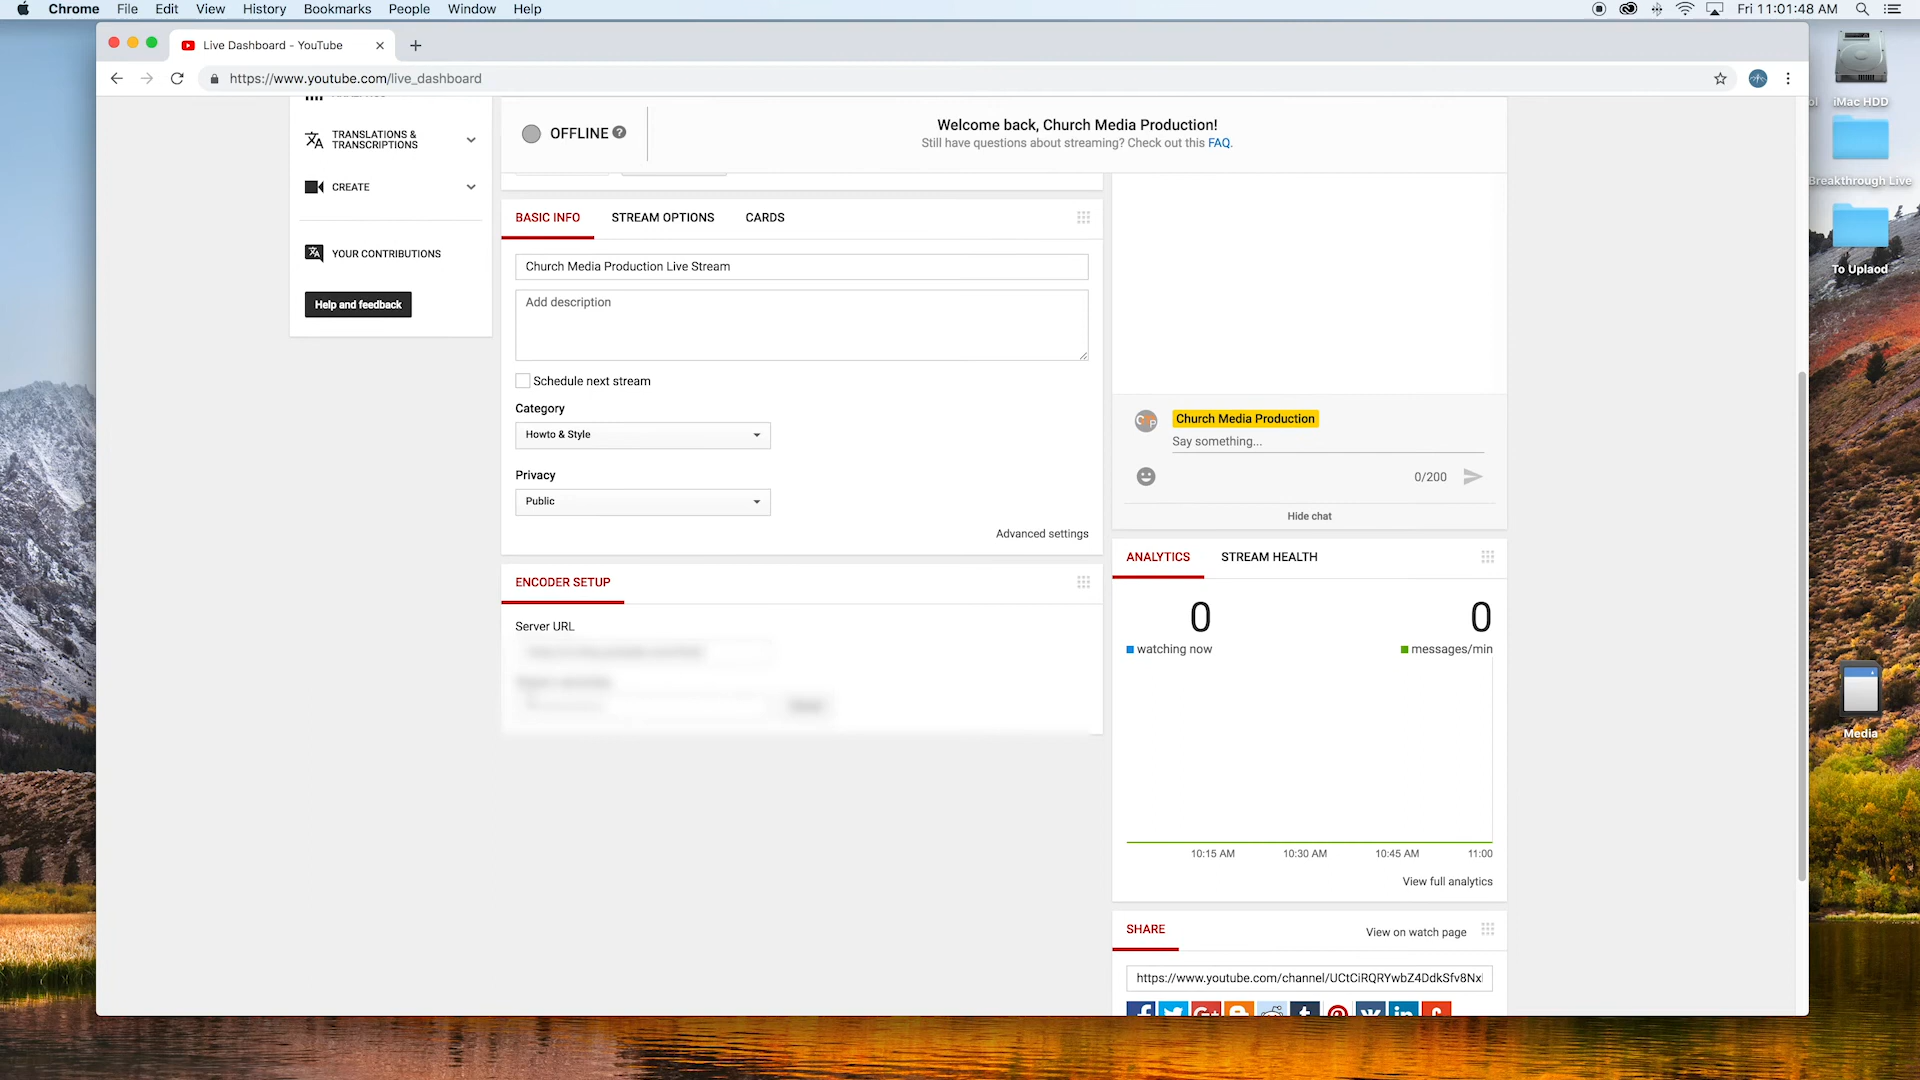 Chrome File Edit View History Bookmarks People Window Help
Fri 11:01:48 AM
Live Dashboard - YouTube
https://www.youtube.com/live_dashboard
TRANSLATIONS &
TRANSCRIPTIONS
CREATE
YOUR CONTRIBUTIONS
Help and feedback
OFFLINE
Welcome back, Church Media Production!
Still have questions about streaming? Check out this FAQ.
BASIC INFO STREAM OPTIONS CARDS
Church Media Production Live Stream
Add description
Schedule next stream
Category
Howto & Style
Privacy
Public
Advanced settings
ENCODER SETUP
Server URL
Church Media Production
Say something...
0/200
Hide chat
ANALYTICS STREAM HEALTH
0 0
watching now messages/min
10:15 AM 10:30 AM 10:45 AM 11:00
View full analytics
SHARE View on watch page
https://www.youtube.com/channel/UCtCiRQRYwbZ4DdkSfv8Nx
iMac HDD
Breakthrough Live
To Uplaod
Media